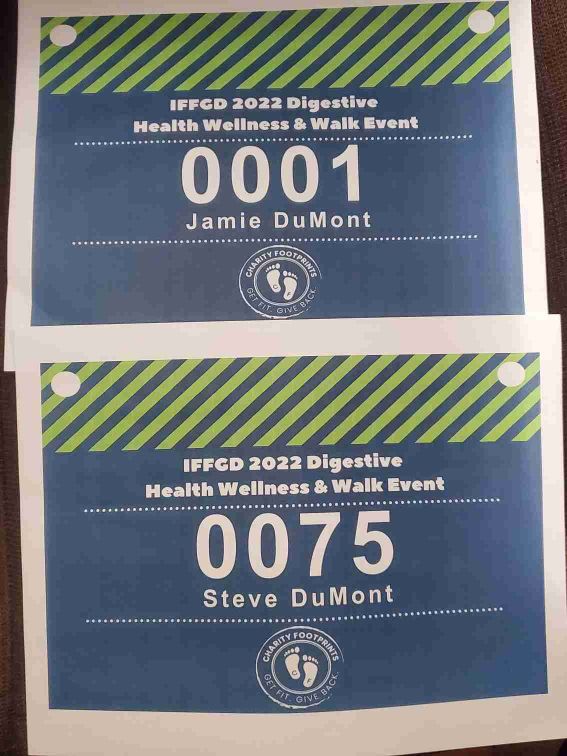 IFFGD 2022 Digestive
Health Wellness & Walk Event
0001
Jamie DuMont
CHARITY FOOTPRINTS
C F
GET FIT. GIVE BACK.
IFFGD 2022 Digestive
Health Wellness & Walk Event
0075
Steve DuMont
CHARITY FOOTPRINTS
C F
GET FIT. GIVE BACK.